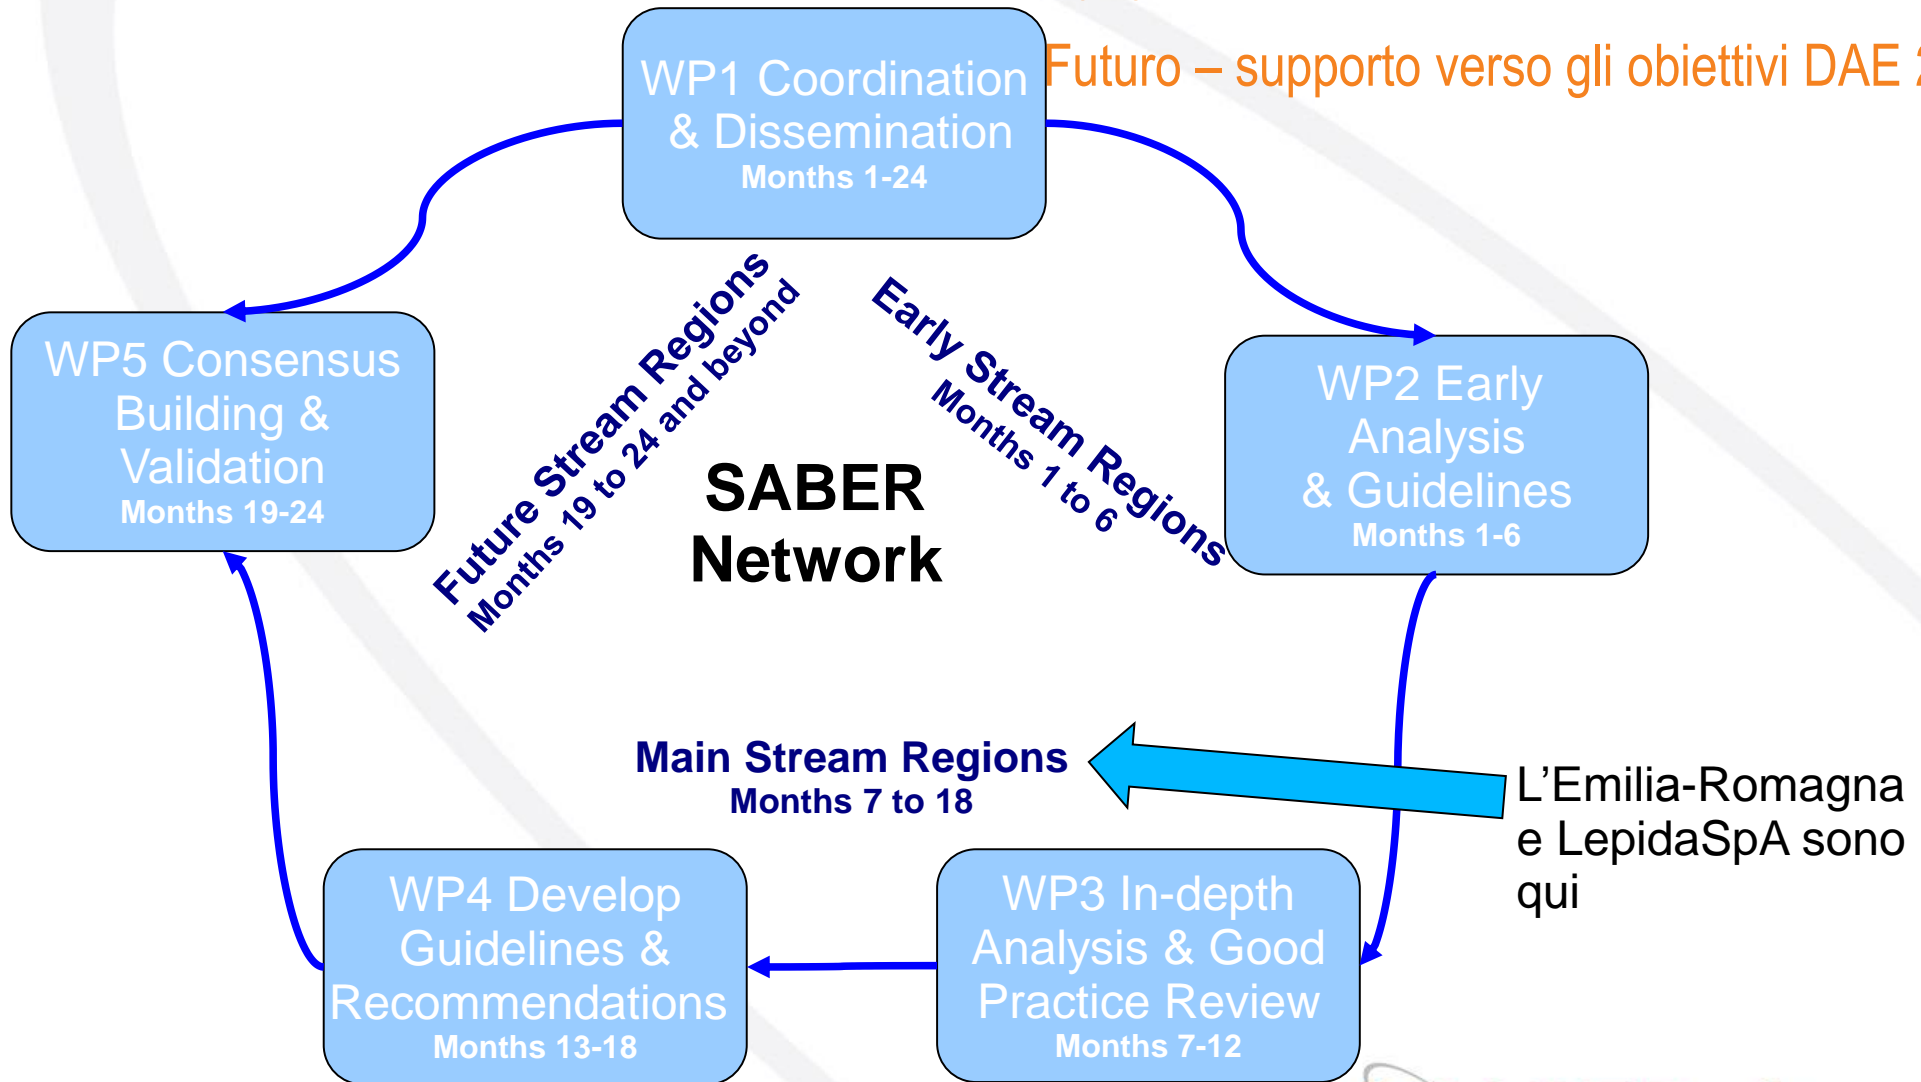 Futuro – supporto verso gli obiettivi DAE
WP1 Coordination
& Dissemination
Months 1-24
WP5 Consensus
Building &
Validation
Months 19-24
Future Stream Regions
Months 19 to 24 and beyond
Early Stream Regions
Months 1 to 6
SABER
Network
WP2 Early
Analysis
& Guidelines
Months 1-6
Main Stream Regions
Months 7 to 18
L’Emilia-Romagna
e LepidaSpA sono
qui
WP4 Develop
Guidelines &
Recommendations
Months 13-18
WP3 In-depth
Analysis & Good
Practice Review
Months 7-12